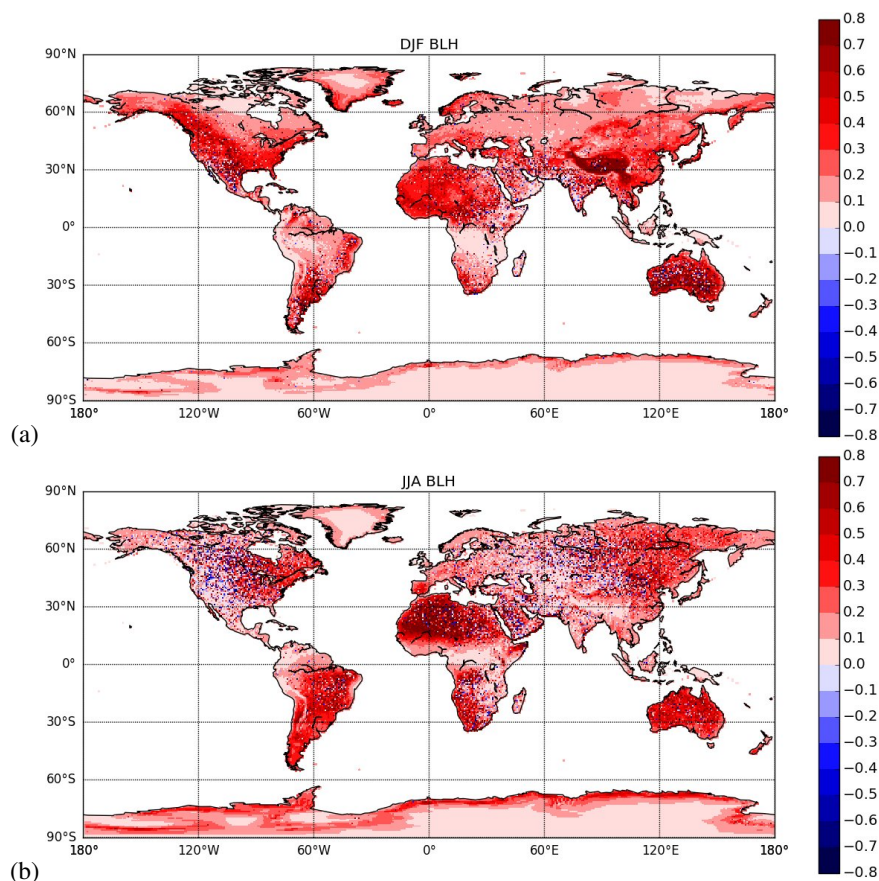 DJF BLH
90°N
60°N
30°N
0°
30°S
60°S
90°S
180° 120°W 60°W 0° 60°E 120°E 180°
0.8
0.7
0.6
0.5
0.4
0.3
0.2
0.1
0.0
−0.1
−0.2
−0.3
−0.4
−0.5
−0.6
−0.7
−0.8
(a)
JJA BLH
90°N
60°N
30°N
0°
30°S
60°S
90°S
180° 120°W 60°W 0° 60°E 120°E 180°
0.8
0.7
0.6
0.5
0.4
0.3
0.2
0.1
0.0
−0.1
−0.2
−0.3
−0.4
−0.5
−0.6
−0.7
−0.8
(b)